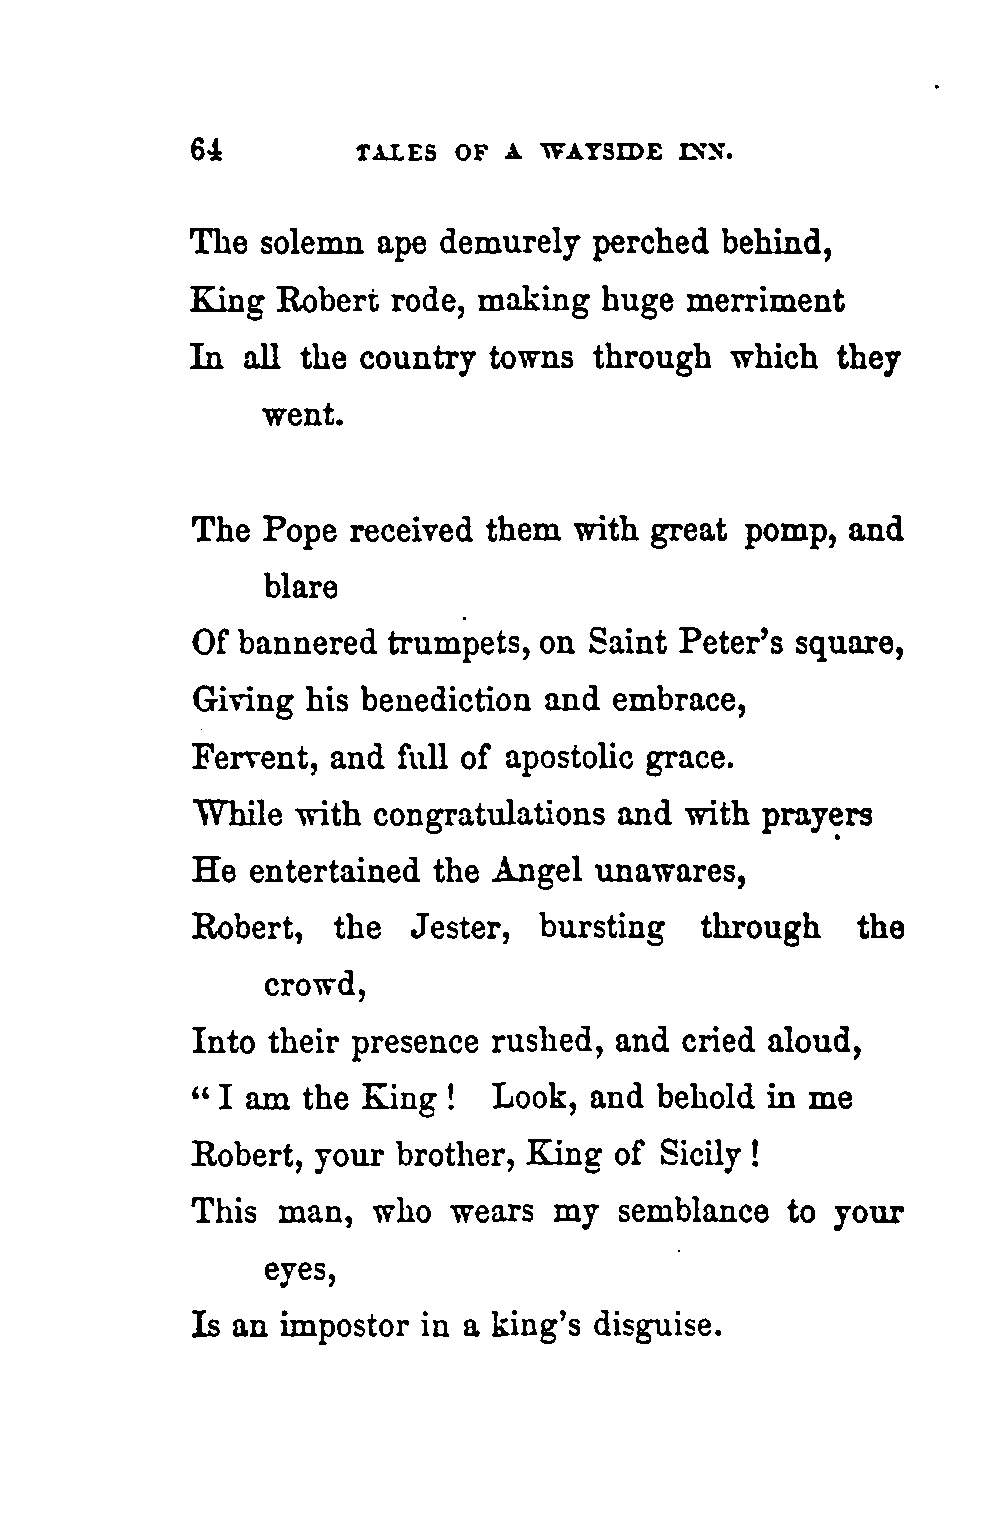 64 TALES OF A WAYSIDE INN.
The solemn ape demurely perched behind,
King Robert rode, making huge merriment
In all the country towns through which they
went.
The Pope received them with great pomp, and
blare
Of bannered trumpets, on Saint Peter's square,
Giving his benediction and embrace,
Fervent, and full of apostolic grace.
While with congratulations and with prayers
He entertained the Angel unawares,
Robert, the Jester, bursting through the
crowd,
Into their presence rushed, and cried aloud,
“ I am the King ! Look, and behold in me
Robert, your brother, King of Sicily !
This man, who wears my semblance to your
eyes,
Is an impostor in a king's disguise.